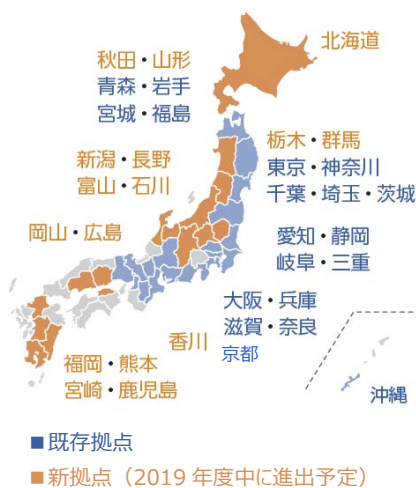 北海道
秋田・山形
青森・岩手
宮城・福島
栃木・群馬
東京・神奈川
千葉・埼玉・茨城
新潟・長野
富山・石川
岡山・広島
愛知・静岡
岐阜・三重
大阪・兵庫
滋賀・奈良
京都
香川
福岡・熊本
宮崎・鹿児島
沖縄
■既存拠点
■新拠点（2019 年度中に進出予定）